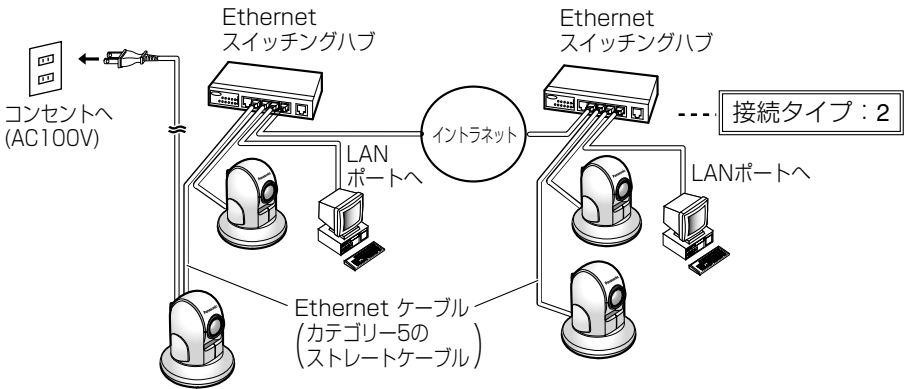 Ethernet
スイッチングハブ
Ethernet
スイッチングハブ
コンセントへ
(AC100V)
イントラネット
接続タイプ：2
LAN
ポートへ
LANポートへ
Ethernet ケーブル
(カテゴリー5の
ストレートケーブル)